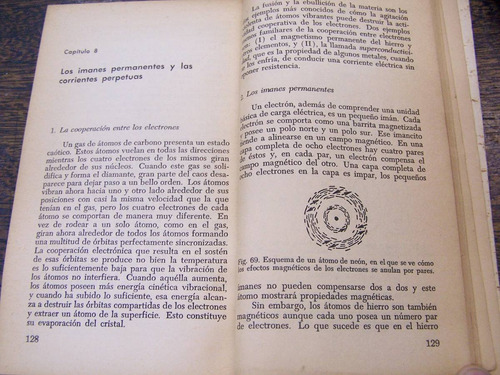 Capítulo 8
Los imanes permanentes y las
corrientes perpetuas
1. La cooperación entre los electrones
Un gas de átomos de carbono presenta un estado
caótico. Estos átomos vuelan en todas las direcciones
mientras los cuatro electrones de los mismos giran
alrededor de sus núcleos. Cuando este gas se soli-
difica y forma el diamante, gran parte del caos desa-
parece para dejar paso a un bello orden. Los átomos
vibran ahora hacia uno y otro lado alrededor de sus
posiciones con casi la misma velocidad que la que
tenían en el gas, pero los cuatro electrones de cada
átomo se comportan de manera muy diferente. En
vez de rodear a un solo átomo, como en el gas,
giran ahora alrededor de todos los átomos formando
una multitud de órbitas perfectamente sincronizadas.
La cooperación electrónica que resulta en el sostén
de esas órbitas se produce no bien la temperatura
es lo suficientemente baja para que la vibración de
los átomos no interfiera. Cuando aquélla aumenta,
los átomos poseen más energía cinética vibracional,
y cuando ha subido lo suficiente, esa energía alcan-
za a destruir las órbitas compartidas de los electrones
y extraer un átomo de la superficie. Esto constituye
su evaporación del cristal.
128
La fusión y la ebullición de la materia son los
ejemplos más conocidos de cómo la agitación
átomos vibrantes puede destruir la acti-
cooperativa de los electrones. Dos ejemplos
familiares de la cooperación entre electrones
(I) el magnetismo permanente del hierro y
elementos, y (II), la llamada superconducti-
que es la propiedad de algunos metales, cuando
los enfría, de conducir una corriente eléctrica sin
oponer resistencia.
Los imanes permanentes
Un electrón, además de comprender una unidad
básica de carga eléctrica, es un pequeño imán. Cada
electrón se comporta como una barrita magnetizada
y posee un polo norte y un polo sur. Ese imancito
tiende a alinearse en un campo magnético. En una
capa completa de ocho electrones hay cuatro pares
de éstos y, en cada par, un electrón compensa el
campo magnético del otro. Una capa completa de
ocho electrones en la capa es impar, los pequeños
Fig. 69. Esquema de un átomo de neón, en el que se ve cómo
los efectos magnéticos de los electrones se anulan por pares.
imanes no pueden compensarse dos a dos y este
átomo mostrará propiedades magnéticas.
Sin embargo, los átomos de hierro son también
magnéticos aunque cada uno posea un número par
de electrones. Lo que sucede es que en el hierro
129